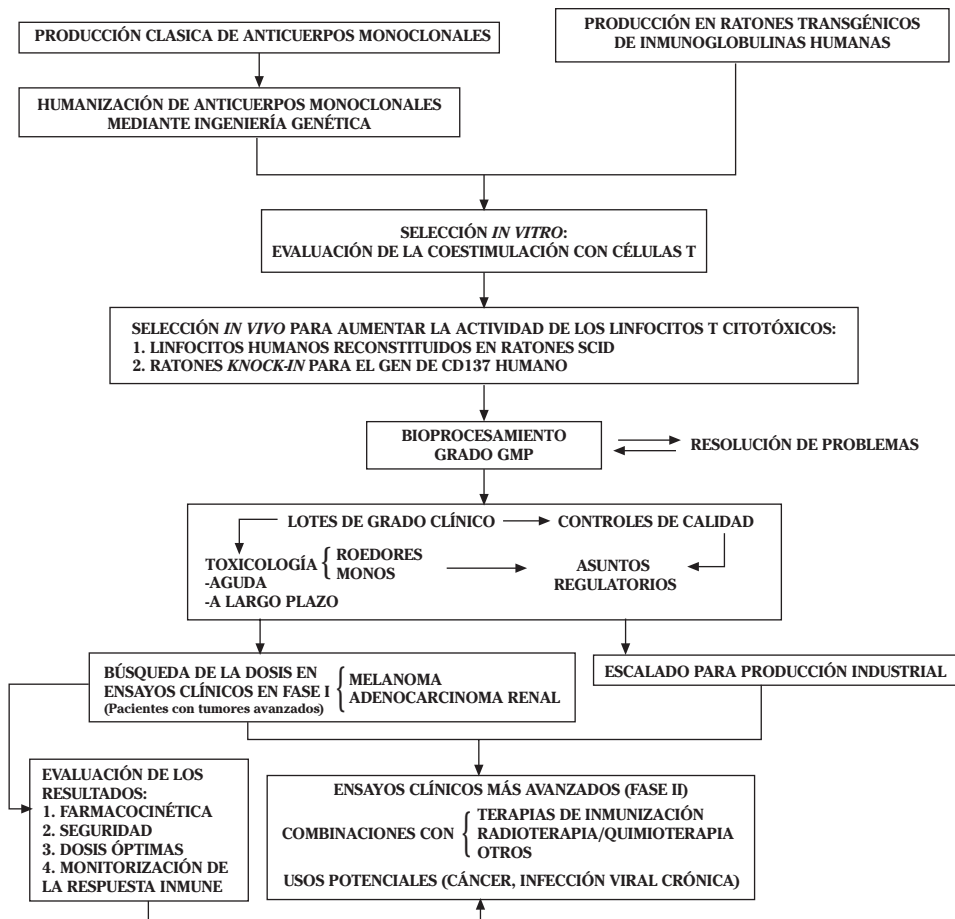 PRODUCCIÓN CLASICA DE ANTICUERPOS MONOCLONALES
PRODUCCIÓN EN RATONES TRANSGÉNICOS
DE INMUNOGLOBULINAS HUMANAS
HUMANIZACIÓN DE ANTICUERPOS MONOCLONALES
MEDIANTE INGENIERÍA GENÉTICA
SELECCIÓN IN VITRO:
EVALUACIÓN DE LA COESTIMULACIÓN CON CÉLULAS T
SELECCIÓN IN VIVO PARA AUMENTAR LA ACTIVIDAD DE LOS LINFOCITOS T CITOTÓXICOS:
1. LINFOCITOS HUMANOS RECONSTITUIDOS EN RATONES SCID
2. RATONES KNOCK-IN PARA EL GEN DE CD137 HUMANO
BIOPROCESAMIENTO
GRADO GMP
RESOLUCIÓN DE PROBLEMAS
LOTES DE GRADO CLÍNICO
CONTROLES DE CALIDAD
TOXICOLOGÍA
-AGUDA
-A LARGO PLAZO
ROEDORES
MONOS
ASUNTOS
REGULATORIOS
BÚSQUEDA DE LA DOSIS EN
ENSAYOS CLÍNICOS EN FASE I
(Pacientes con tumores avanzados)
MELANOMA
ADENOCARCINOMA RENAL
ESCALADO PARA PRODUCCIÓN INDUSTRIAL
EVALUACIÓN DE LOS
RESULTADOS:
1. FARMACOCINÉTICA
2. SEGURIDAD
3. DOSIS ÓPTIMAS
4. MONITORIZACIÓN DE
LA RESPUESTA INMUNE
ENSAYOS CLÍNICOS MÁS AVANZADOS (FASE II)
COMBINACIONES CON
TERAPIAS DE INMUNIZACIÓN
RADIOTERAPIA/QUIMIOTERAPIA
OTROS
USOS POTENCIALES (CÁNCER, INFECCIÓN VIRAL CRÓNICA)